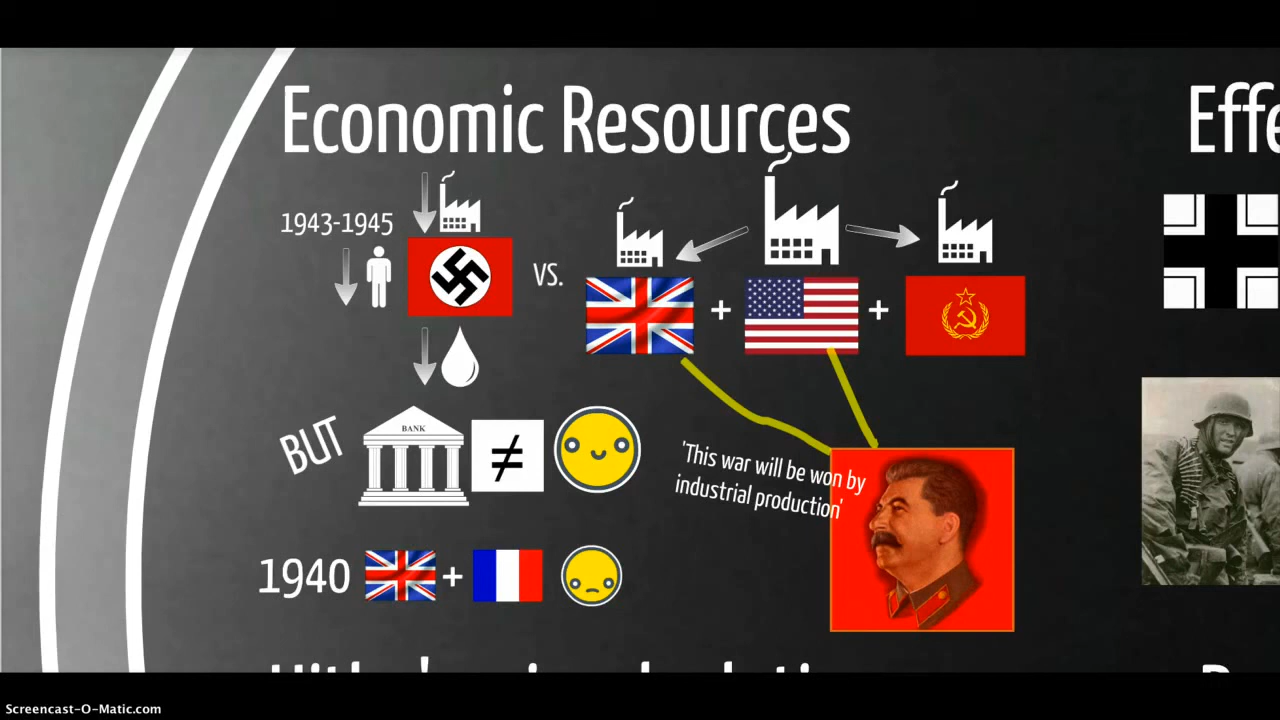 Economic Resources
Effe
1943-1945
vs.
+
+
BUT
BANK
≠
'This war will be won by
industrial production'
1940
+
Screencast-O-Matic.com